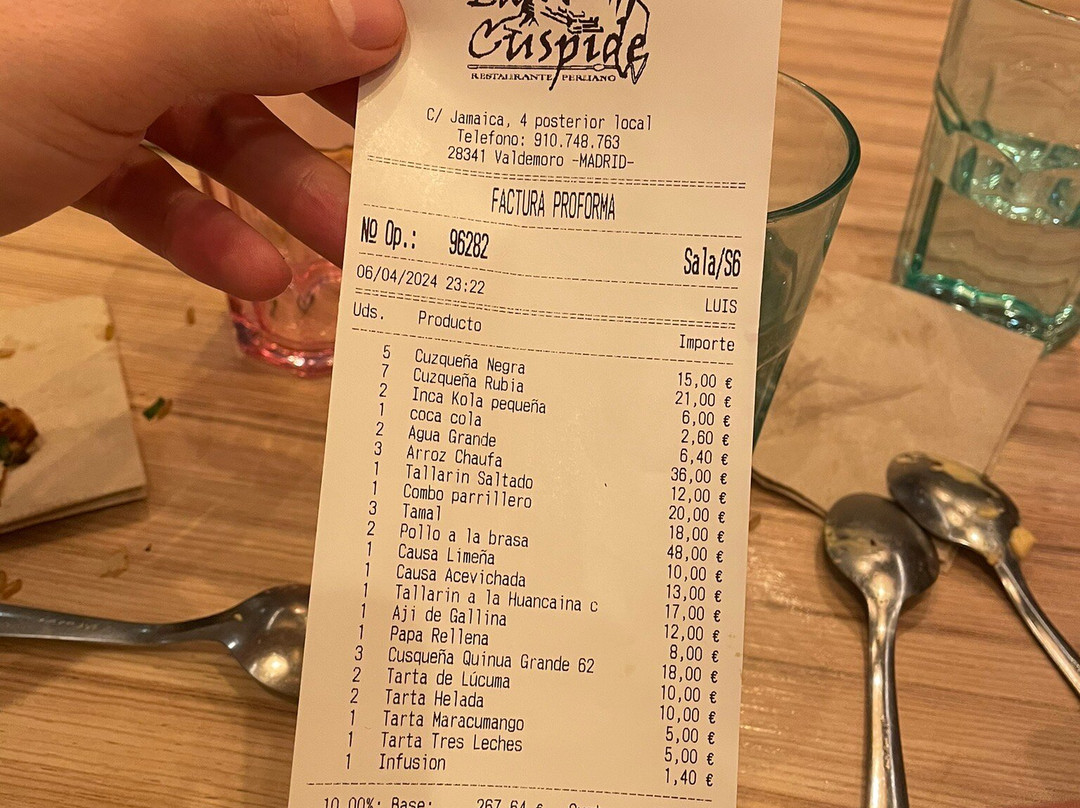 Cuspide
RESTAURANTE PERUANO
C/ Jamaica, 4 posterior local
Telefono: 910.748.763
28341 Valdemoro -MADRID-
FACTURA PROFORMA
Nº Op.: 96282 Sala/S6
06/04/2024 23:22 LUIS
Uds. Producto Importe
5 Cuzqueña Negra 15,00 €
7 Cuzqueña Rubia 21,00 €
2 Inca Kola pequeña 6,00 €
1 coca cola 2,60 €
2 Agua Grande 6,40 €
3 Arroz Chaufa 36,00 €
1 Tallarin Saltado 12,00 €
1 Combo parrillero 20,00 €
3 Tamal 18,00 €
2 Pollo a la brasa 48,00 €
1 Causa Limeña 10,00 €
1 Causa Acevichada 13,00 €
1 Tallarin a la Huancaina c 17,00 €
1 Aji de Gallina 12,00 €
1 Papa Rellena 8,00 €
3 Cusqueña Quinua Grande 62 18,00 €
2 Tarta de Lúcuma 10,00 €
2 Tarta Helada 10,00 €
1 Tarta Maracumango 5,00 €
1 Tarta Tres Leches 5,00 €
1 Infusion 1,40 €
10,00%: Base: 267,64 €